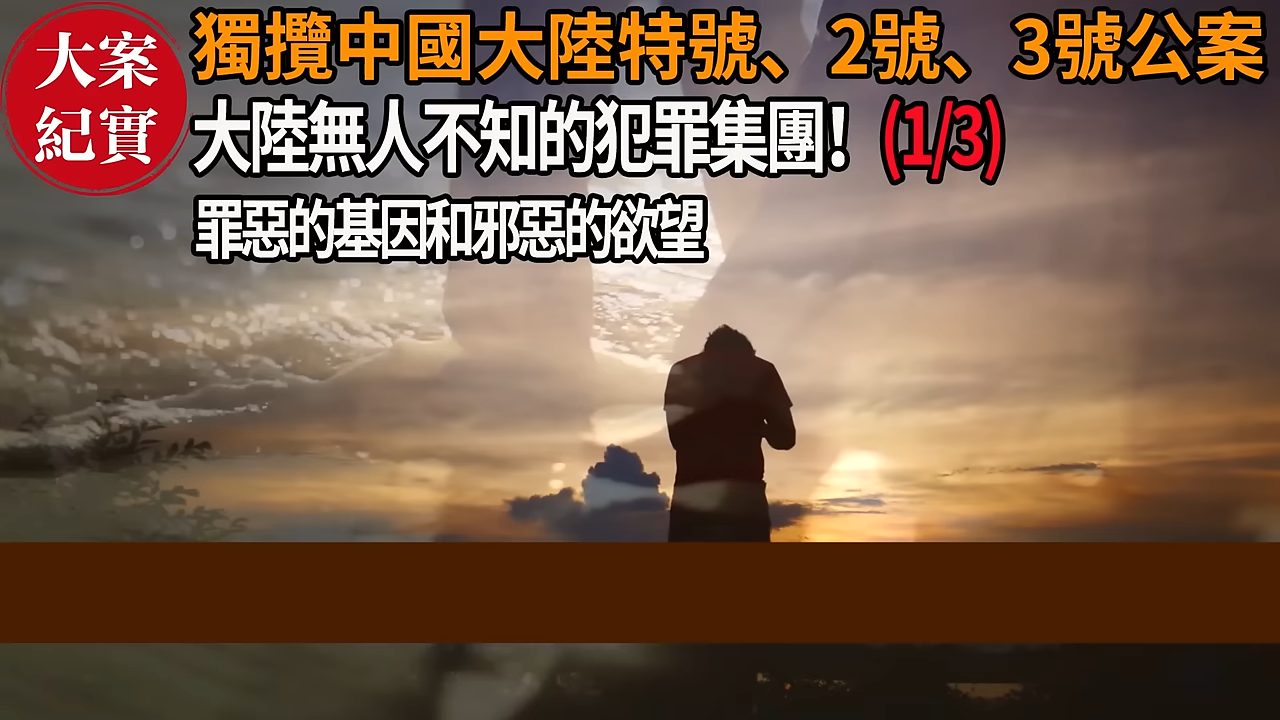 大案
紀實
獨攬中國大陸特號、2號、3號公案
大陸無人不知的犯罪集團！(1/3)
罪惡的基因和邪惡的欲望